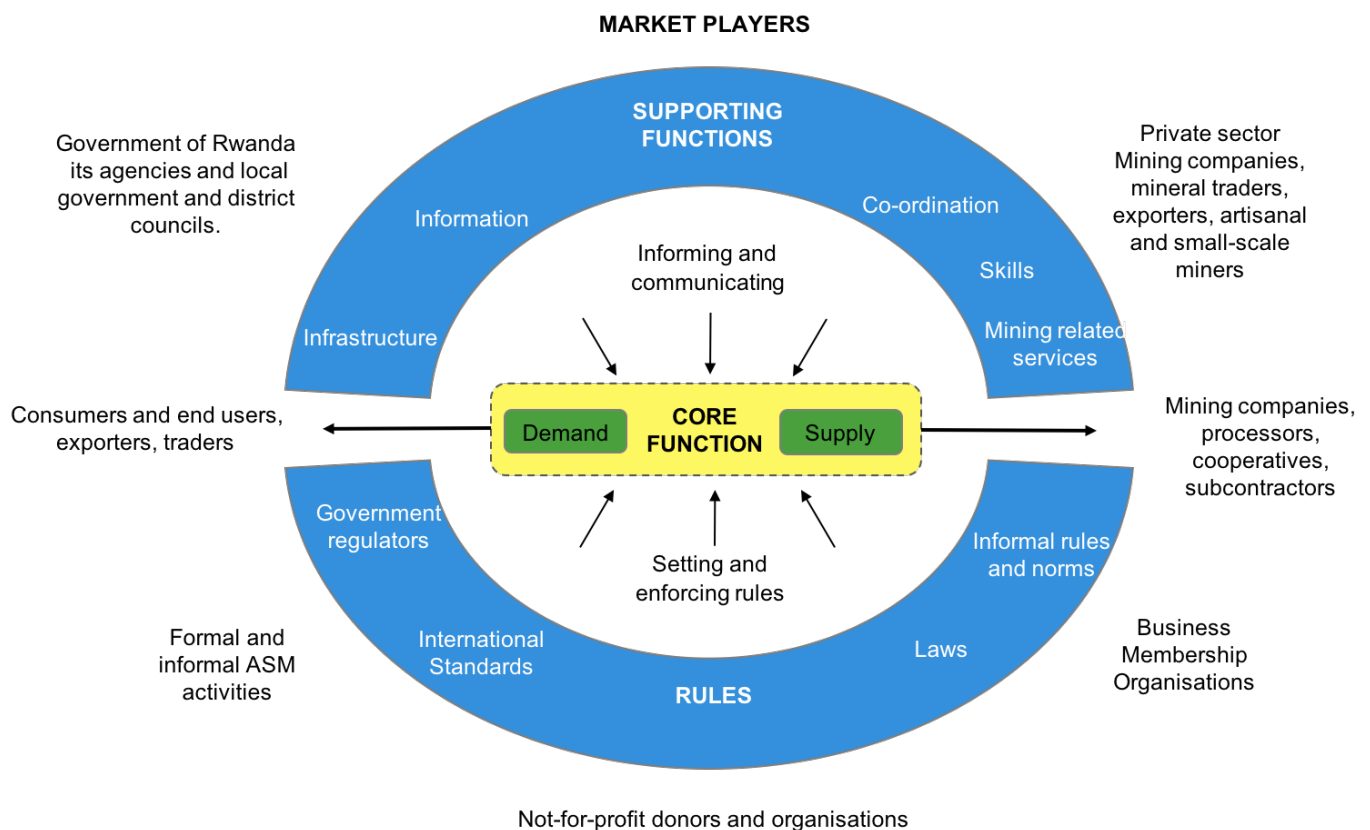 MARKET PLAYERS
SUPPORTING
FUNCTIONS
Government of Rwanda
its agencies and local
government and district
councils.
Private sector
Mining companies,
mineral traders,
exporters, artisanal
and small-scale
miners
Information
Co-ordination
Skills
Infrastructure
Mining related
services
Informing and
communicating
Consumers and end users,
exporters, traders
Demand
CORE
FUNCTION
Supply
Mining companies,
processors,
cooperatives,
subcontractors
Government
regulators
Setting and
enforcing rules
Informal rules
and norms
International
Standards
Laws
RULES
Formal and
informal ASM
activities
Business
Membership
Organisations
Not-for-profit donors and organisations